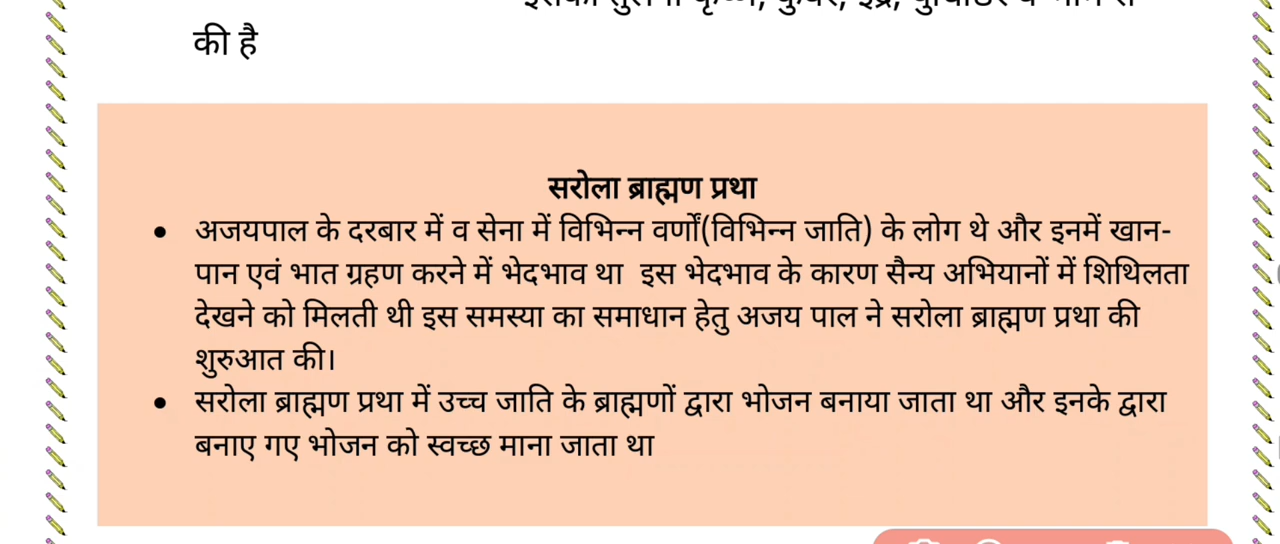 की है
सरोला ब्राह्मण प्रथा
• अजयपाल के दरबार में व सेना में विभिन्न वर्णों(विभिन्न जाति) के लोग थे और इनमें खान-
पान एवं भात ग्रहण करने में भेदभाव था इस भेदभाव के कारण सैन्य अभियानों में शिथिलता
देखने को मिलती थी इस समस्या का समाधान हेतु अजय पाल ने सरोला ब्राह्मण प्रथा की
शुरुआत की।
• सरोला ब्राह्मण प्रथा में उच्च जाति के ब्राह्मणों द्वारा भोजन बनाया जाता था और इनके द्वारा
बनाए गए भोजन को स्वच्छ माना जाता था